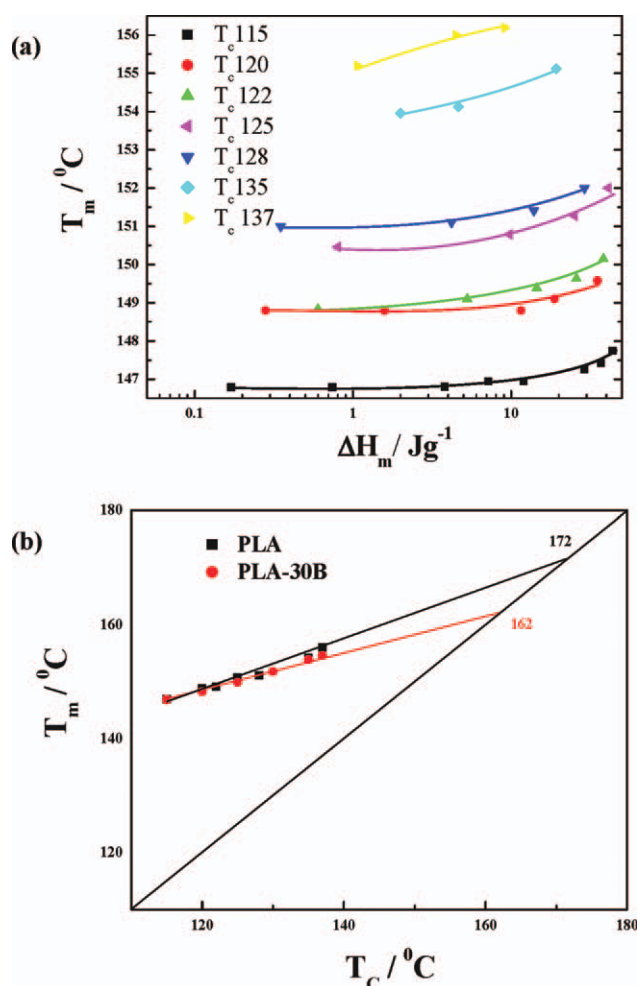 (a)
156
155
154
153
152
151
150
149
148
147
T_m / ⁰C
T_c 115
T_c 120
T_c 122
T_c 125
T_c 128
T_c 135
T_c 137
0.1
1
10
ΔH_m / Jg⁻¹
(b)
180
160
140
120
T_m / ⁰C
PLA
PLA-30B
172
162
120
140
160
180
T_C / ⁰C